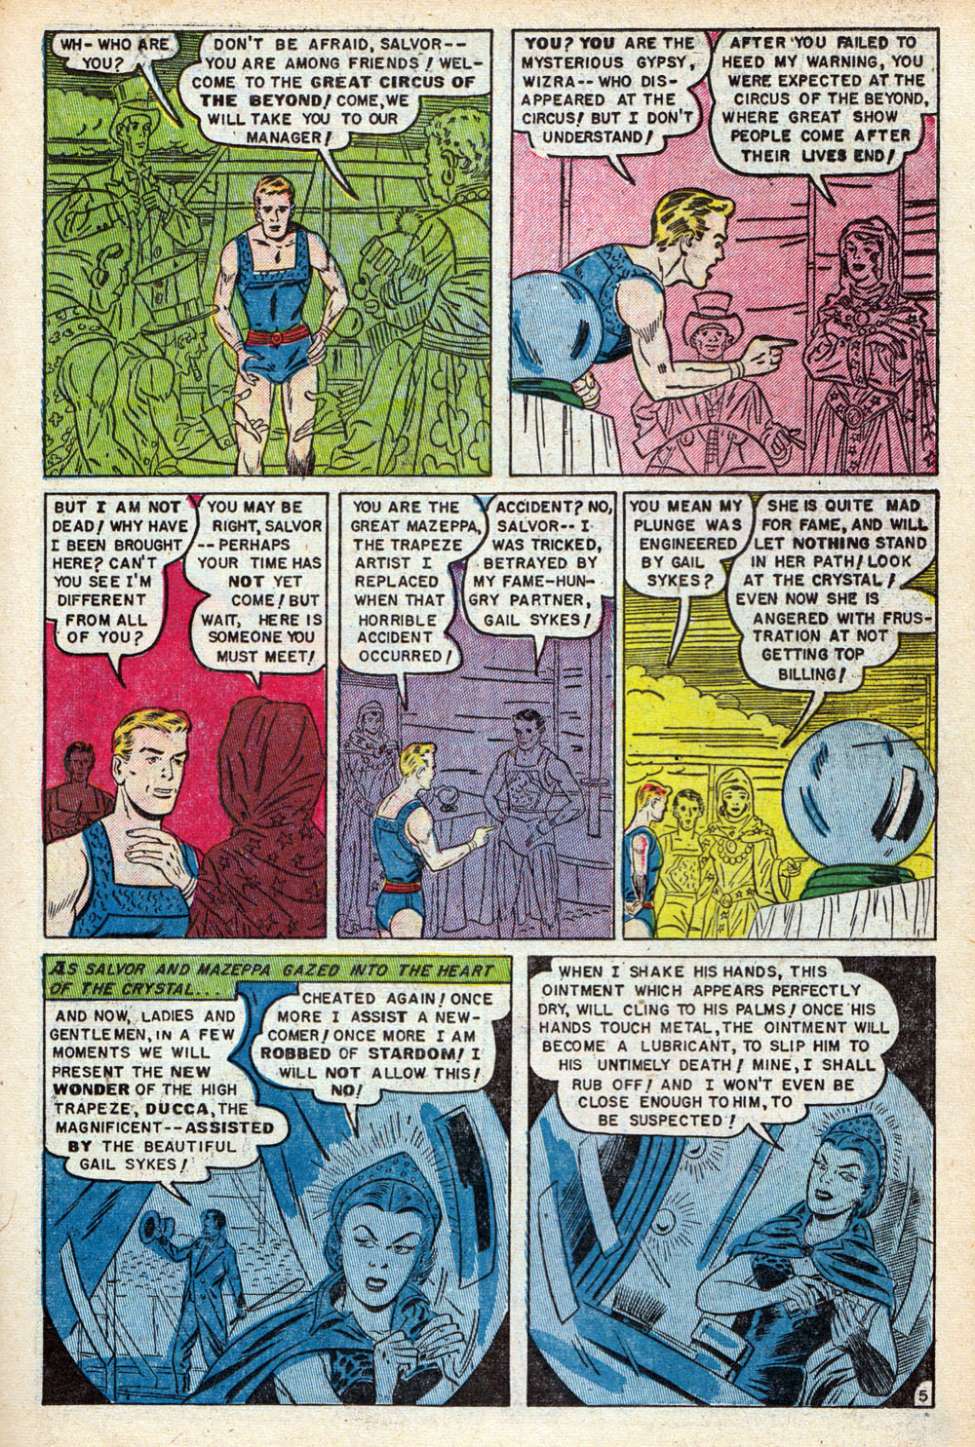 WH-WHO ARE
YOU?
DON'T BE AFRAID, SALVOR--
YOU ARE AMONG FRIENDS! WEL-
COME TO THE GREAT CIRCUS OF
THE BEYOND! COME, WE
WILL TAKE YOU TO OUR
MANAGER!
YOU? YOU ARE THE
MYSTERIOUS GYPSY,
WIZRA--WHO DIS-
APPEARED AT THE
CIRCUS! BUT I DON'T
UNDERSTAND!
AFTER YOU FAILED TO
HEED MY WARNING, YOU
WERE EXPECTED AT THE
CIRCUS OF THE BEYOND,
WHERE GREAT SHOW
PEOPLE COME AFTER
THEIR LIVES END!
BUT I AM NOT
DEAD! WHY HAVE
I BEEN BROUGHT
HERE? CAN'T
YOU SEE I'M
DIFFERENT
FROM ALL
OF YOU?
YOU MAY BE
RIGHT, SALVOR
--PERHAPS
YOUR TIME HAS
NOT YET
COME! BUT
WAIT, HERE IS
SOMEONE YOU
MUST MEET!
YOU ARE THE
GREAT MAZEPPA,
THE TRAPEZE
ARTIST I
REPLACED
WHEN THAT
HORRIBLE
ACCIDENT
OCCURRED!
ACCIDENT? NO,
SALVOR--I
WAS TRICKED,
BETRAYED BY
MY FAME-HUN-
GRY PARTNER,
GAIL SYKES!
YOU MEAN MY
PLUNGE WAS
ENGINEERED
BY GAIL
SYKES?
SHE IS QUITE MAD
FOR FAME, AND WILL
LET NOTHING STAND
IN HER PATH! LOOK
AT THE CRYSTAL!
EVEN NOW SHE IS
ANGERED WITH FRUS-
TRATION AT NOT
GETTING TOP
BILLING!
AS SALVOR AND MAZEPPA GAZED INTO THE HEART
OF THE CRYSTAL...
AND NOW, LADIES AND
GENTLEMEN, IN A FEW
MOMENTS WE WILL
PRESENT THE NEW
WONDER OF THE HIGH
TRAPEZE, DUCCA, THE
MAGNIFICENT--ASSISTED
BY THE BEAUTIFUL
GAIL SYKES!
CHEATED AGAIN! ONCE
MORE I ASSIST A NEW-
COMER! ONCE MORE I AM
ROBBED OF STARDOM! I
WILL NOT ALLOW THIS!
NO!
WHEN I SHAKE HIS HANDS, THIS
OINTMENT WHICH APPEARS PERFECTLY
DRY, WILL CLING TO HIS PALMS! ONCE HIS
HANDS TOUCH METAL, THE OINTMENT WILL
BECOME A LUBRICANT, TO SLIP HIM TO
HIS UNTIMELY DEATH! MINE, I SHALL
RUB OFF! AND I WON'T EVEN BE
CLOSE ENOUGH TO HIM, TO
BE SUSPECTED!
5